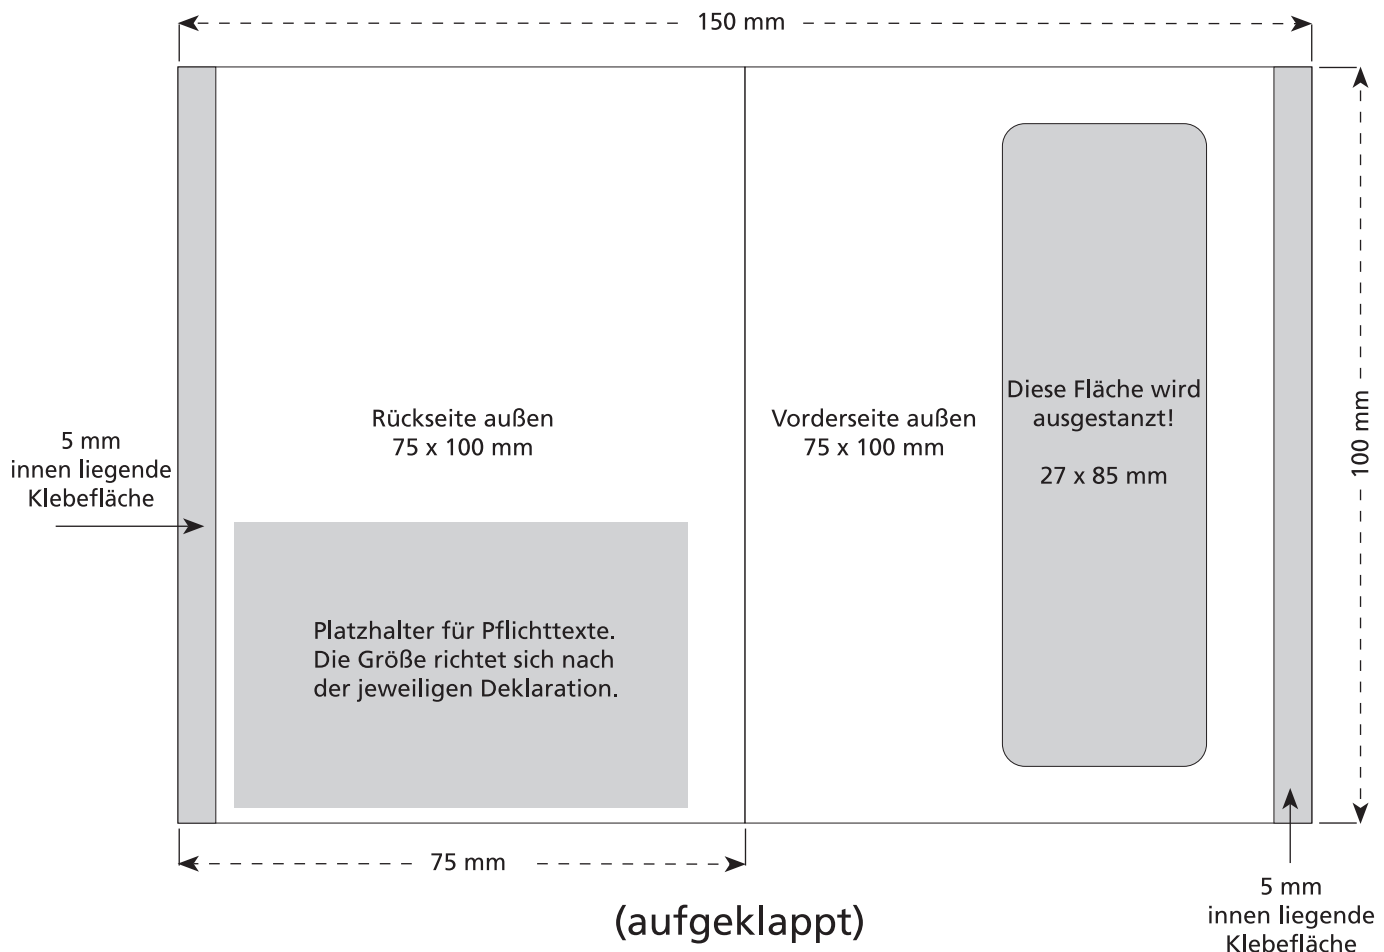 150 mm
Rückseite außen
75 x 100 mm
Vorderseite außen
75 x 100 mm
Diese Fläche wird
ausgestanzt!
27 x 85 mm
100 mm
5 mm
innen liegende
Klebefläche
Platzhalter für Pflichttexte.
Die Größe richtet sich nach
der jeweiligen Deklaration.
75 mm
(aufgeklappt)
5 mm
innen liegende
Klebefläche